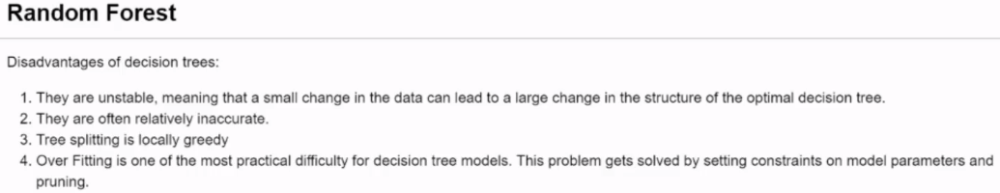 Random Forest
Disadvantages of decision trees:
1. They are unstable, meaning that a small change in the data can lead to a large change in the structure of the optimal decision tree.
2. They are often relatively inaccurate.
3. Tree splitting is locally greedy
4. Over Fitting is one of the most practical difficulty for decision tree models. This problem gets solved by setting constraints on model parameters and
pruning.